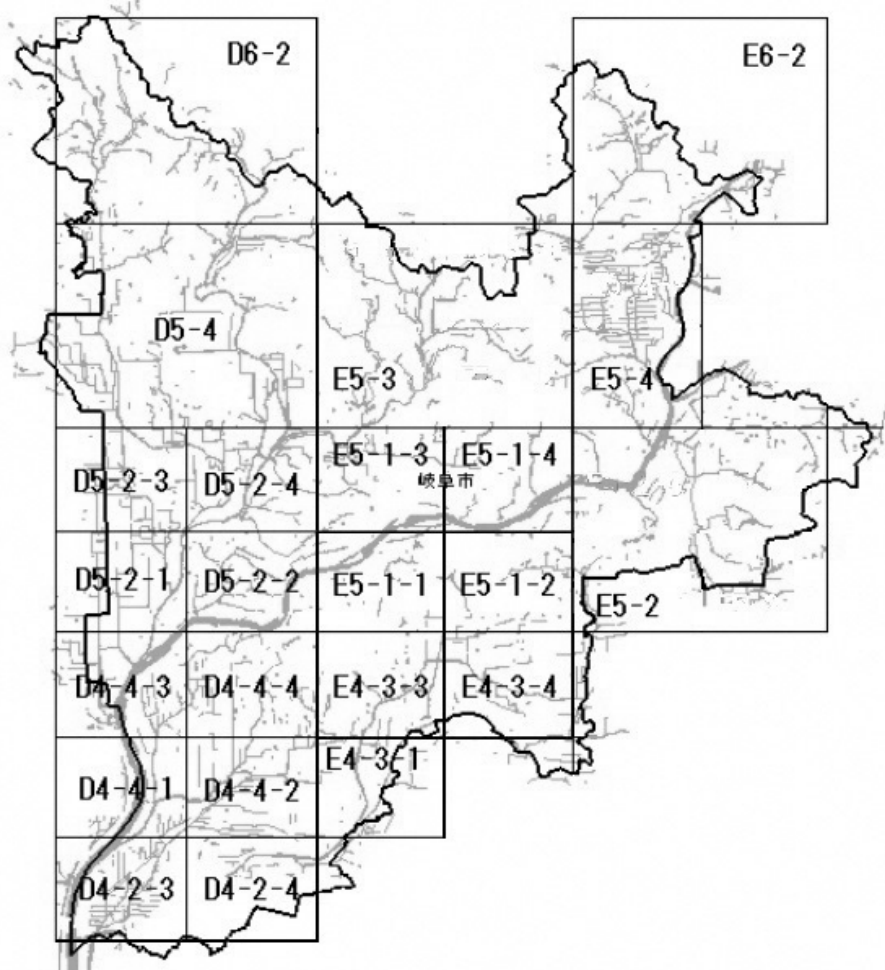 D6-2
E6-2
D5-4
E5-3
E5-4
E5-1-3
E5-1-4
D5-2-3
D5-2-4
岐阜市
D5-2-1
D5-2-2
E5-1-1
E5-1-2
E5-2
D4-4-3
D4-4-4
E4-3-3
E4-3-4
E4-3-1
D4-4-1
D4-4-2
D4-2-3
D4-2-4